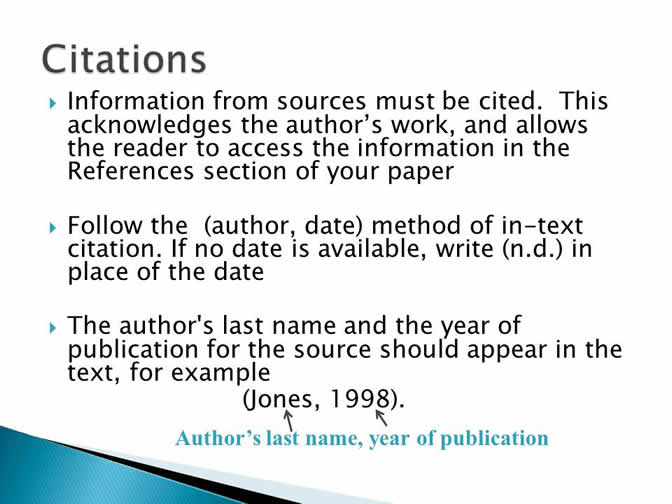 Citations
Information from sources must be cited.  This
acknowledges the author's work, and allows
the reader to access the information in the
References section of your paper
Follow the  (author, date) method of in-text
citation. If no date is available, write (n.d.) in
place of the date
The author's last name and the year of
publication for the source should appear in the
text, for example
(Jones, 1998).
Author's last name, year of publication